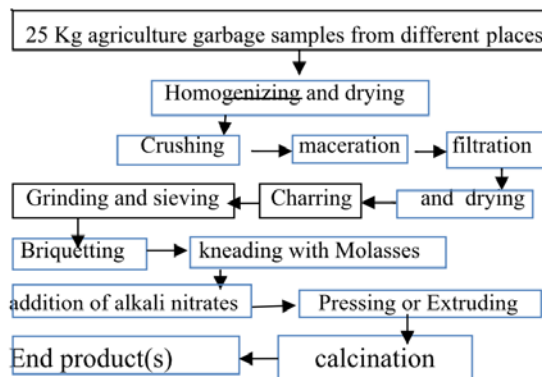 25 Kg agriculture garbage samples from different places
Homogenizing and drying
Crushing
maceration
filtration
and drying
Charring
Grinding and sieving
Briquetting
kneading with Molasses
addition of alkali nitrates
Pressing or Extruding
calcination
End product(s)